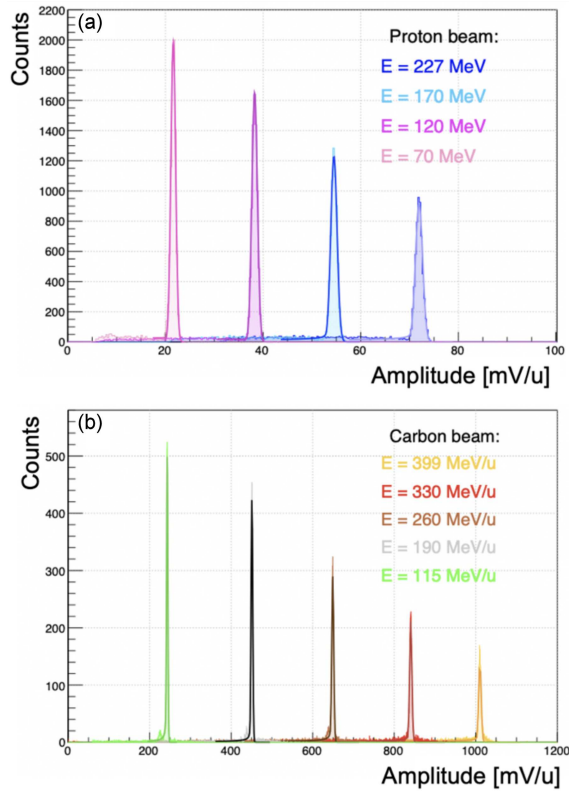 (a)
Counts
2200
2000
1800
1600
1400
1200
1000
800
600
400
200
0
Proton beam:
E = 227 MeV
E = 170 MeV
E = 120 MeV
E = 70 MeV
0 20 40 60 80 100
Amplitude [mV/u]
(b)
Counts
500
400
300
200
100
0
Carbon beam:
E = 399 MeV/u
E = 330 MeV/u
E = 260 MeV/u
E = 190 MeV/u
E = 115 MeV/u
0 200 400 600 800 1000 1200
Amplitude [mV/u]